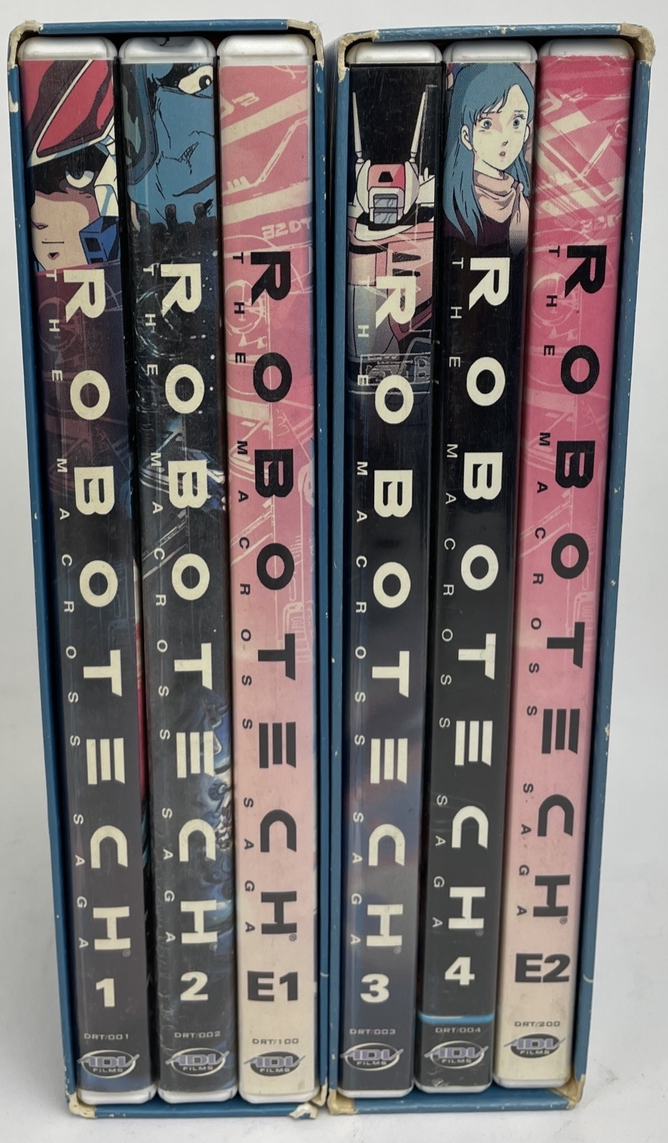 ROBOTECH®
THE MACROSS SAGA
1
DRT/001
ADV
FILMS
ROBOTECH
THE MACROSS SAGA
2
DRT/002
ADV
FILMS
ROBOTECH®
THE MACROSS SAGA
E1
DRT/100
ADV
FILMS
ROBOTECH
THE MACROSS SAGA
3
DRT/003
ADV
FILMS
ROBOTECH®
THE MACROSS SAGA
4
DRT/004
ADV
FILMS
ROBOTECH®
THE MACROSS SAGA
E2
DRT/200
ADV
FILMS